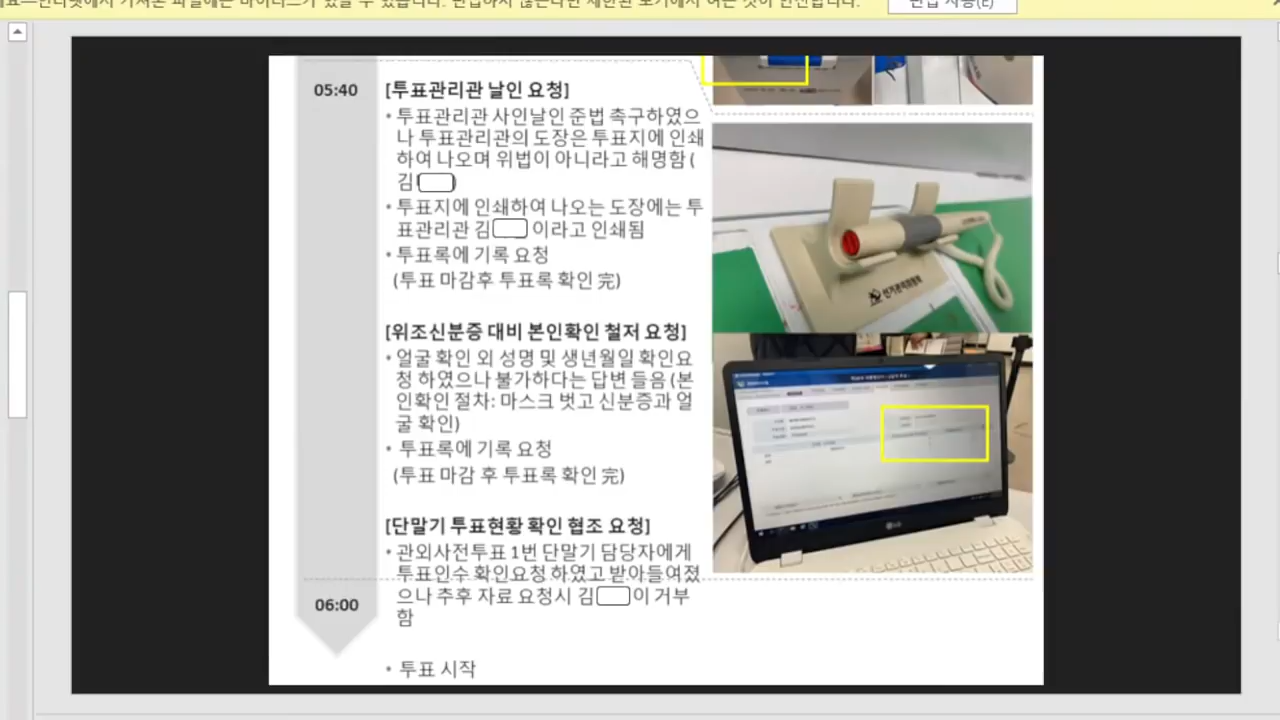 편집 사용(E)
05:40
[투표관리관 날인 요청]
• 투표관리관 사인날인 준법 촉구하였으
나 투표관리관의 도장은 투표지에 인쇄
하여 나오며 위법이 아니라고 해명함 (
김 )
• 투표지에 인쇄하여 나오는 도장에는 투
표관리관 김 이라고 인쇄됨
• 투표록에 기록 요청
(투표 마감후 투표록 확인 完)
[위조신분증 대비 본인확인 철저 요청]
• 얼굴 확인 외 성명 및 생년월일 확인요
청 하였으나 불가하다는 답변 들음 (본
인확인 절차: 마스크 벗고 신분증과 얼
굴 확인)
• 투표록에 기록 요청
(투표 마감 후 투표록 확인 完)
[단말기 투표현황 확인 협조 요청]
• 관외사전투표 1번 단말기 담당자에게
투표인수 확인요청 하였고 받아들여졌
으나 추후 자료 요청시 김 이 거부
함
06:00
• 투표 시작
선거관리위원회
LG